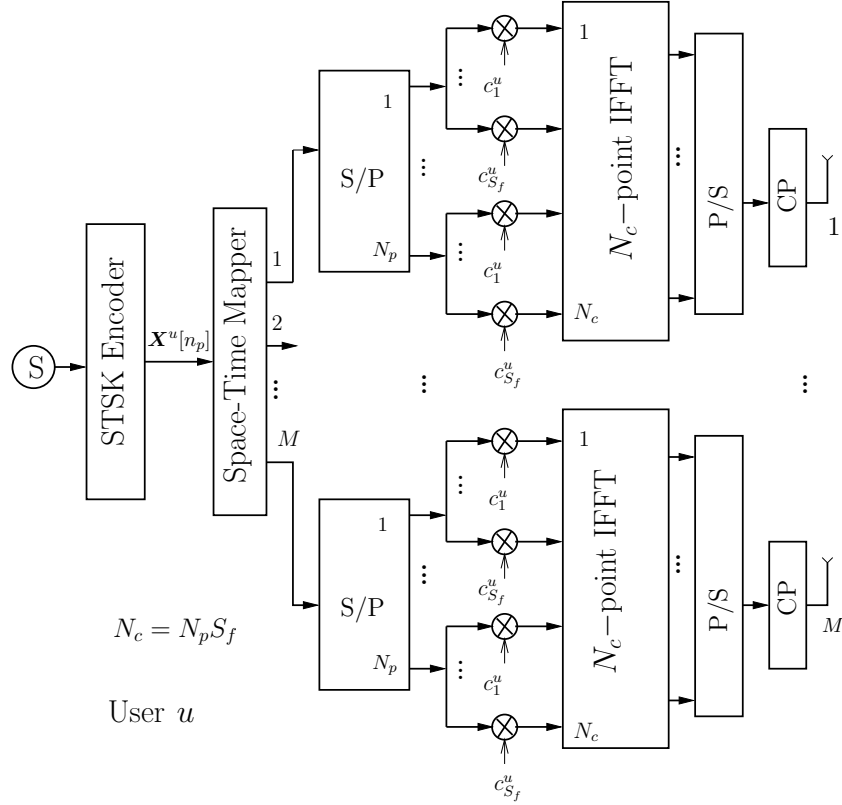 S
STSK Encoder
X^u[n_p]
Space-Time Mapper
1
2
...
M
S/P
1
...
N_p
...
c_1^u
c_{S_f}^u
...
c_1^u
c_{S_f}^u
1
N_c−point IFFT
N_c
...
P/S
CP
1
...
...
S/P
1
...
N_p
...
c_1^u
c_{S_f}^u
...
c_1^u
c_{S_f}^u
1
N_c−point IFFT
N_c
...
P/S
CP
M
N_c = N_p S_f
User u